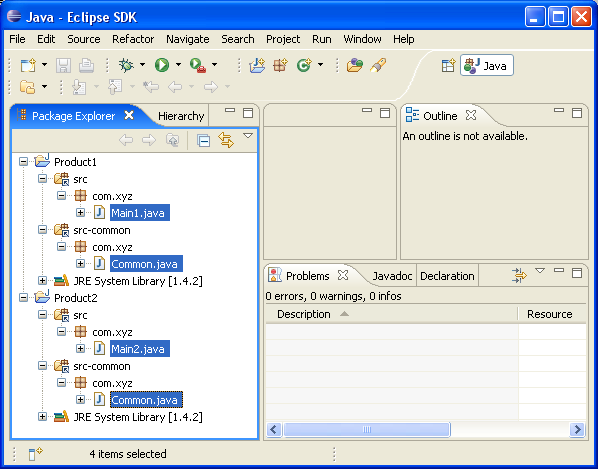 Java - Eclipse SDK
File Edit Source Refactor Navigate Search Project Run Window Help
Java
Package Explorer Hierarchy
Product1
src
com.xyz
Main1.java
src-common
com.xyz
Common.java
JRE System Library [1.4.2]
Product2
src
com.xyz
Main2.java
src-common
com.xyz
Common.java
JRE System Library [1.4.2]
Outline
An outline is not available.
Problems Javadoc Declaration
0 errors, 0 warnings, 0 infos
Description Resource
4 items selected